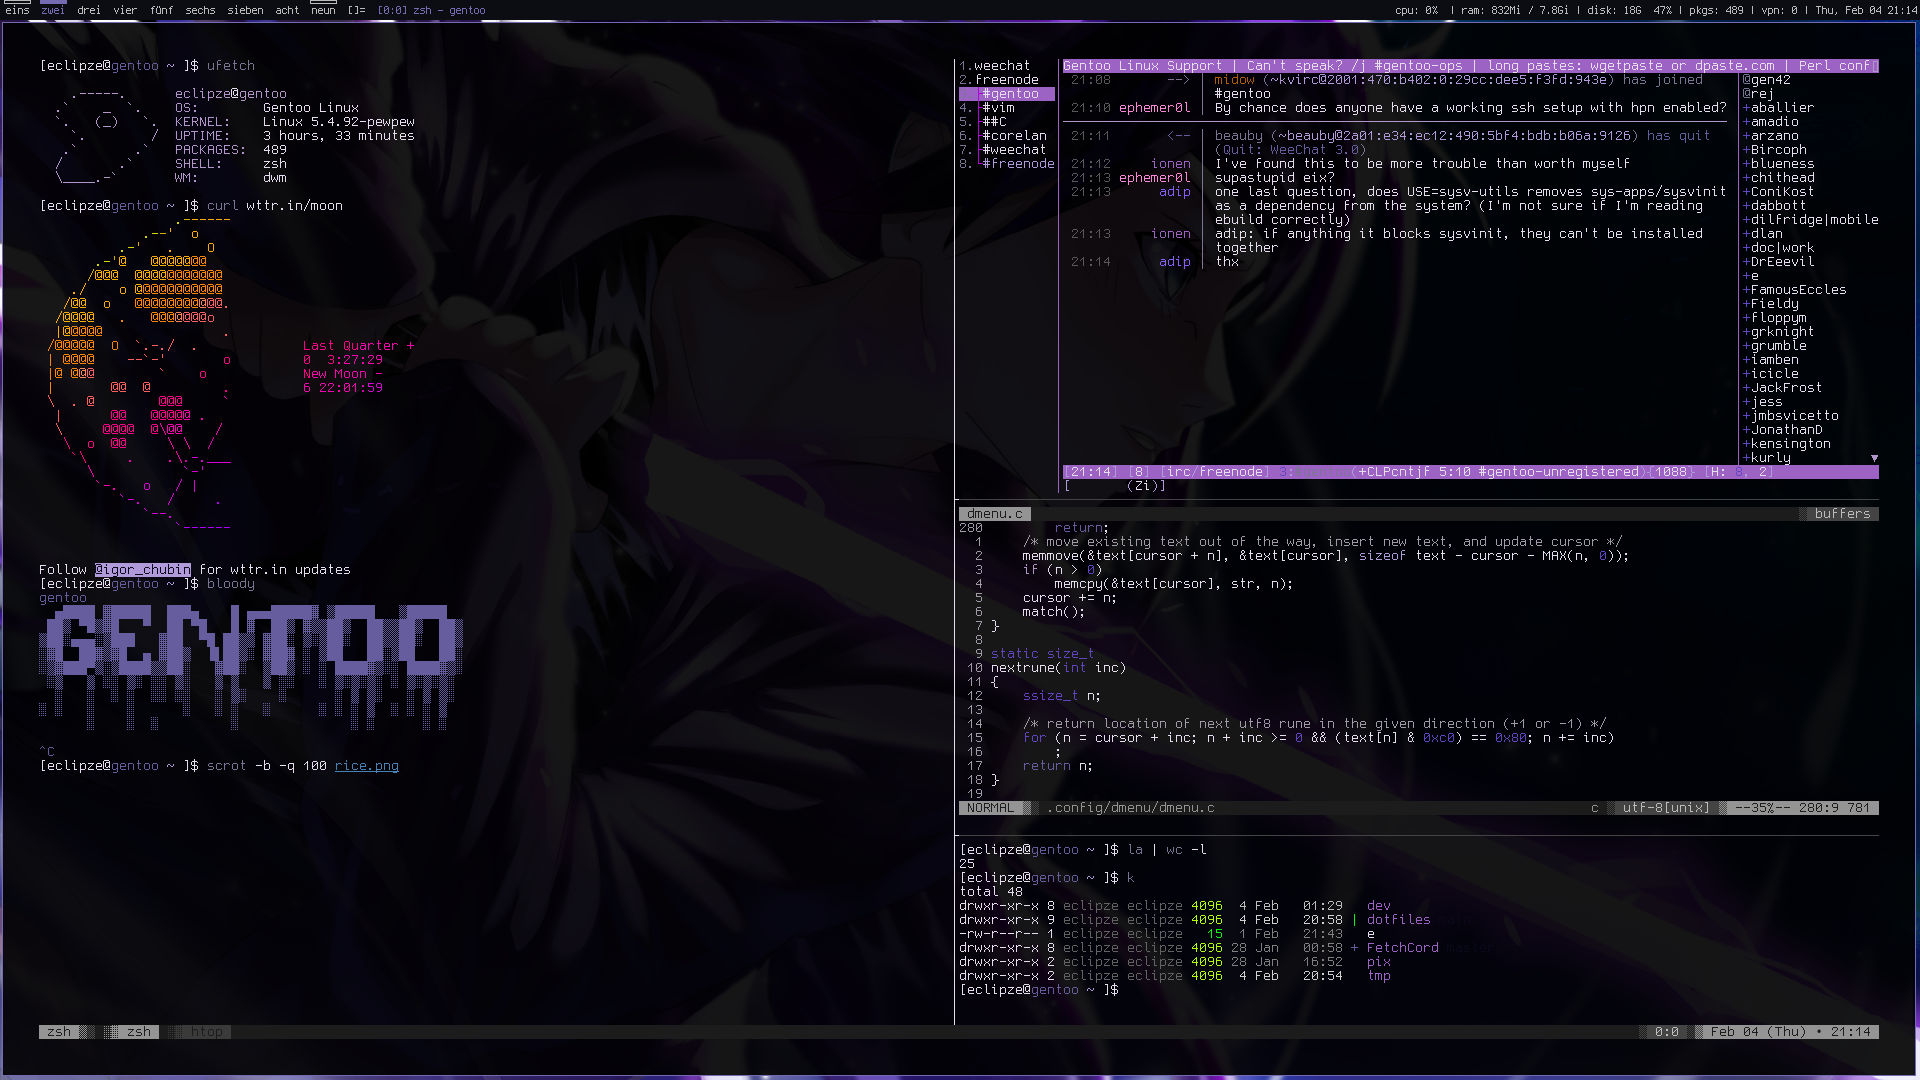 eins zwei drei vier fünf sechs sieben acht neun []= [0:0] zsh - gentoo
cpu: 0% | ram: 832Mi / 7.8Gi | disk: 18G 47% | pkgs: 489 | vpn: 0 | Thu, Feb 04 21:14
[eclipze@gentoo ~ ]$ ufetch
eclipze@gentoo
OS: Gentoo Linux
KERNEL: Linux 5.4.92-pewpew
UPTIME: 3 hours, 33 minutes
PACKAGES: 489
SHELL: zsh
WM: dwm
[eclipze@gentoo ~ ]$ curl wttr.in/moon
Last Quarter +
0 3:27:29
New Moon -
6 22:01:59
Follow @igor_chubin for wttr.in updates
[eclipze@gentoo ~ ]$ bloody
gentoo
GENTOO
^C
[eclipze@gentoo ~ ]$ scrot -b -q 100 rice.png
1.weechat
2.freenode
#gentoo
4. #vim
5. ##C
6. #corelan
7. #weechat
8. #freenode
Gentoo Linux Support | Can't speak? /j #gentoo-ops | long pastes: wgetpaste or dpaste.com | Perl conf
21:08 --> midow (~kvirc@2001:470:b402:0:29cc:dee5:f3fd:943e) has joined
#gentoo
21:10 ephemer0l By chance does anyone have a working ssh setup with hpn enabled?
21:11 <-- beauby (~beauby@2a01:e34:ec12:490:5bf4:bdb:b06a:9126) has quit
(Quit: WeeChat 3.0)
21:12 ionen I've found this to be more trouble than worth myself
21:13 ephemer0l supastupid eix?
21:13 adip one last question, does USE=sysv-utils removes sys-apps/sysvinit
as a dependency from the system? (I'm not sure if I'm reading
ebuild correctly)
21:13 ionen adip: if anything it blocks sysvinit, they can't be installed
together
21:14 adip thx
@gen42
@rej
+aballier
+amadio
+arzano
+Bircoph
+blueness
+chithead
+ConiKost
+dabbott
+dilfridge|mobile
+dlan
+doc|work
+DrEeevil
+e
+FamousEccles
+Fieldy
+floppym
+grknight
+grumble
+iamben
+icicle
+JackFrost
+jess
+jmbsvicetto
+JonathanD
+kensington
+kurly
[21:14] [8] [irc/freenode] 3: (+CLPcntjf 5:10 #gentoo-unregistered){1088} [H: 8, 2]
[ (Zi)]
dmenu.c buffers
280 return;
1 /* move existing text out of the way, insert new text, and update cursor */
2 memmove(&text[cursor + n], &text[cursor], sizeof text - cursor - MAX(n, 0));
3 if (n > 0)
4 memcpy(&text[cursor], str, n);
5 cursor += n;
6 match();
7 }
8
9 static size_t
10 nextrune(int inc)
11 {
12 ssize_t n;
13
14 /* return location of next utf8 rune in the given direction (+1 or -1) */
15 for (n = cursor + inc; n + inc >= 0 && (text[n] & 0xc0) == 0x80; n += inc)
16 ;
17 return n;
18 }
19
NORMAL .config/dmenu/dmenu.c c utf-8[unix] --35%-- 280:9 781
[eclipze@gentoo ~ ]$ la | wc -l
25
[eclipze@gentoo ~ ]$ k
total 48
drwxr-xr-x 8 eclipze eclipze 4096 4 Feb 01:29 dev
drwxr-xr-x 9 eclipze eclipze 4096 4 Feb 20:58 | dotfiles
-rw-r--r-- 1 eclipze eclipze 15 1 Feb 21:43 e
drwxr-xr-x 8 eclipze eclipze 4096 28 Jan 00:58 + FetchCord master
drwxr-xr-x 2 eclipze eclipze 4096 28 Jan 16:52 pix
drwxr-xr-x 2 eclipze eclipze 4096 4 Feb 20:54 tmp
[eclipze@gentoo ~ ]$
zsh zsh htop 0:0 Feb 04 (Thu) • 21:14